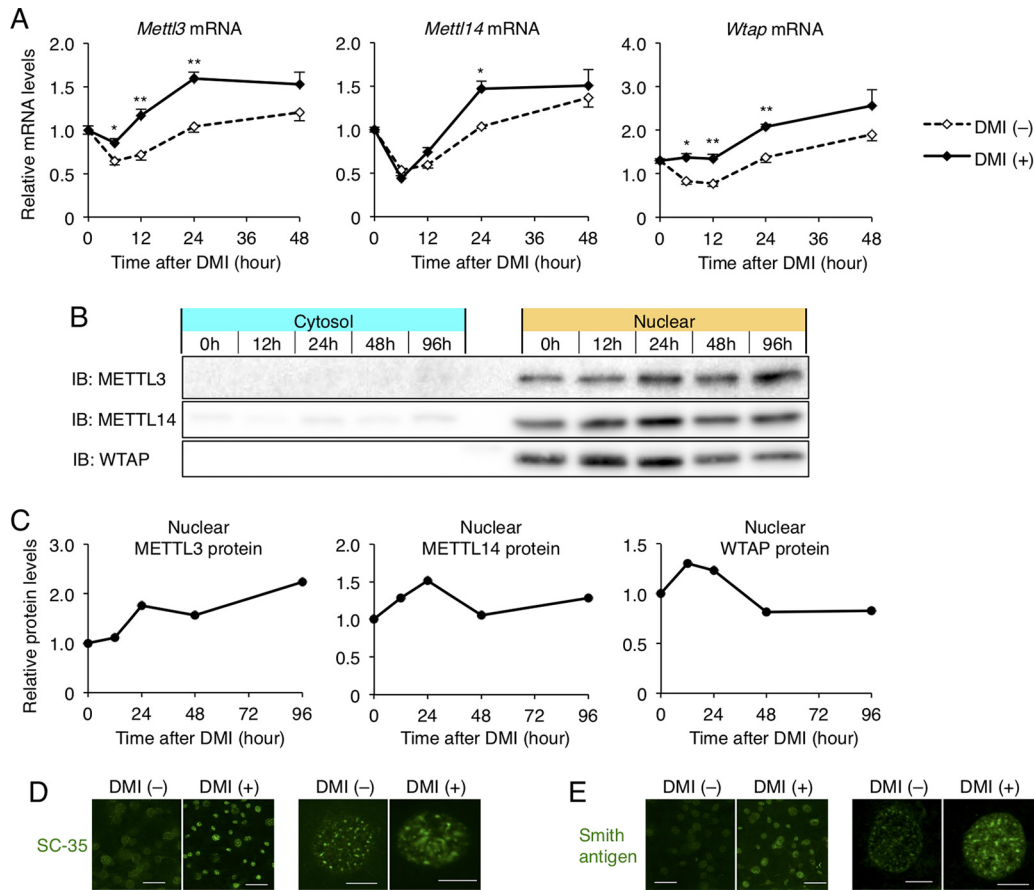 A
Mettl3 mRNA
Mettl14 mRNA
Wtap mRNA
Relative mRNA levels
2.0
1.5
1.0
0.5
0
*
**
**
0 12 24 36 48
Time after DMI (hour)
2.0
1.5
1.0
0.5
0
*
0 12 24 36 48
Time after DMI (hour)
4.0
3.0
2.0
1.0
0
*
**
**
0 12 24 36 48
Time after DMI (hour)
DMI (–)
DMI (+)
B
Cytosol
Nuclear
0h 12h 24h 48h 96h
0h 12h 24h 48h 96h
IB: METTL3
IB: METTL14
IB: WTAP
C
Relative protein levels
Nuclear
METTL3 protein
3.0
2.0
1.0
0
0 24 48 72 96
Time after DMI (hour)
Nuclear
METTL14 protein
2.0
1.5
1.0
0.5
0
0 24 48 72 96
Time after DMI (hour)
Nuclear
WTAP protein
1.5
1.0
0.5
0
0 24 48 72 96
Time after DMI (hour)
D
DMI (–) DMI (+) DMI (–) DMI (+)
SC-35
E
DMI (–) DMI (+) DMI (–) DMI (+)
Smith
antigen